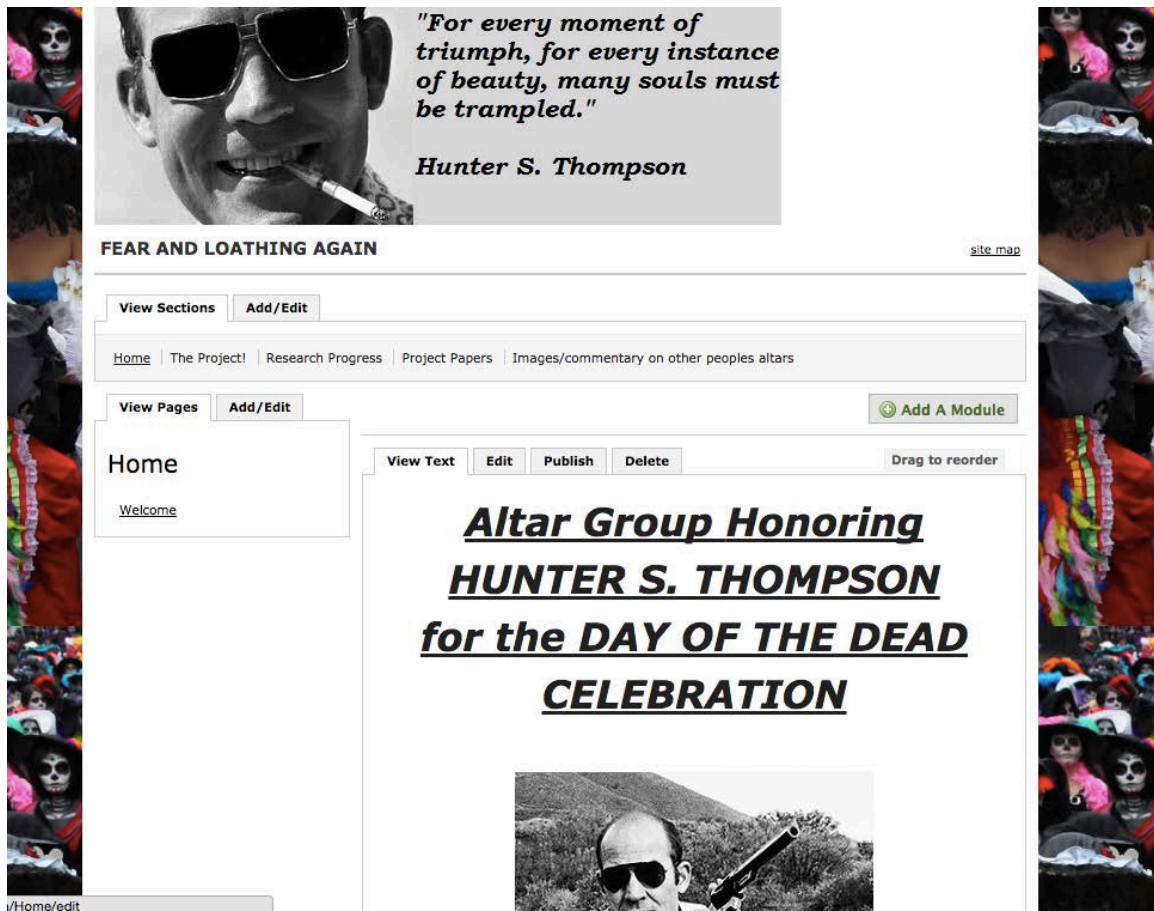 "For every moment of
triumph, for every instance
of beauty, many souls must
be trampled."
Hunter S. Thompson
FEAR AND LOATHING AGAIN
site map
View Sections
Add/Edit
Home
The Project!
Research Progress
Project Papers
Images/commentary on other peoples altars
View Pages
Add/Edit
Add A Module
Home
Welcome
View Text
Edit
Publish
Delete
Drag to reorder
Altar Group Honoring
HUNTER S. THOMPSON
for the DAY OF THE DEAD
CELEBRATION
/Home/edit